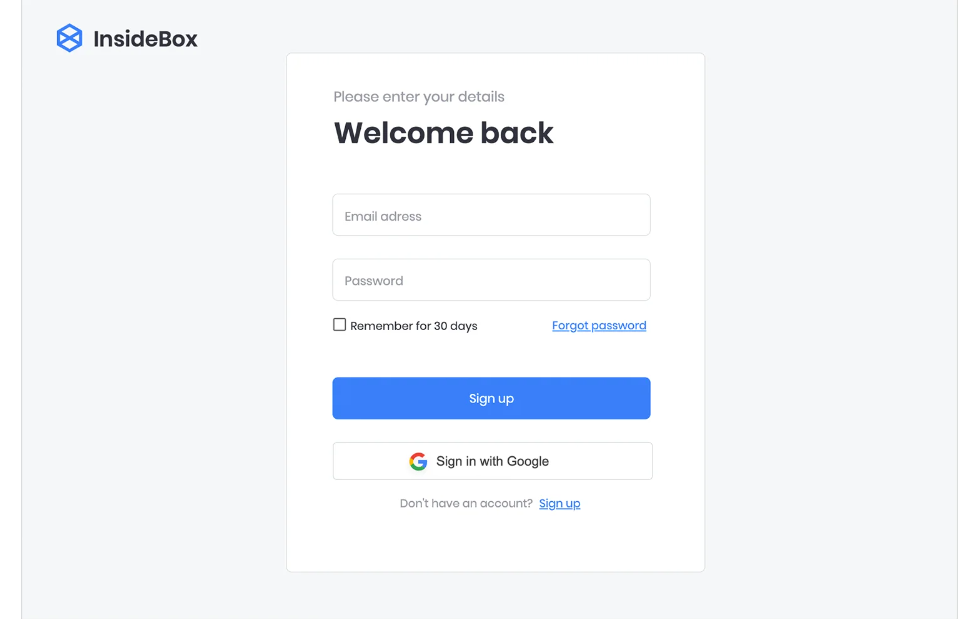 InsideBox
Please enter your details
Welcome back
Email adress
Password
Remember for 30 days Forgot password
Sign up
Sign in with Google
Don't have an account? Sign up